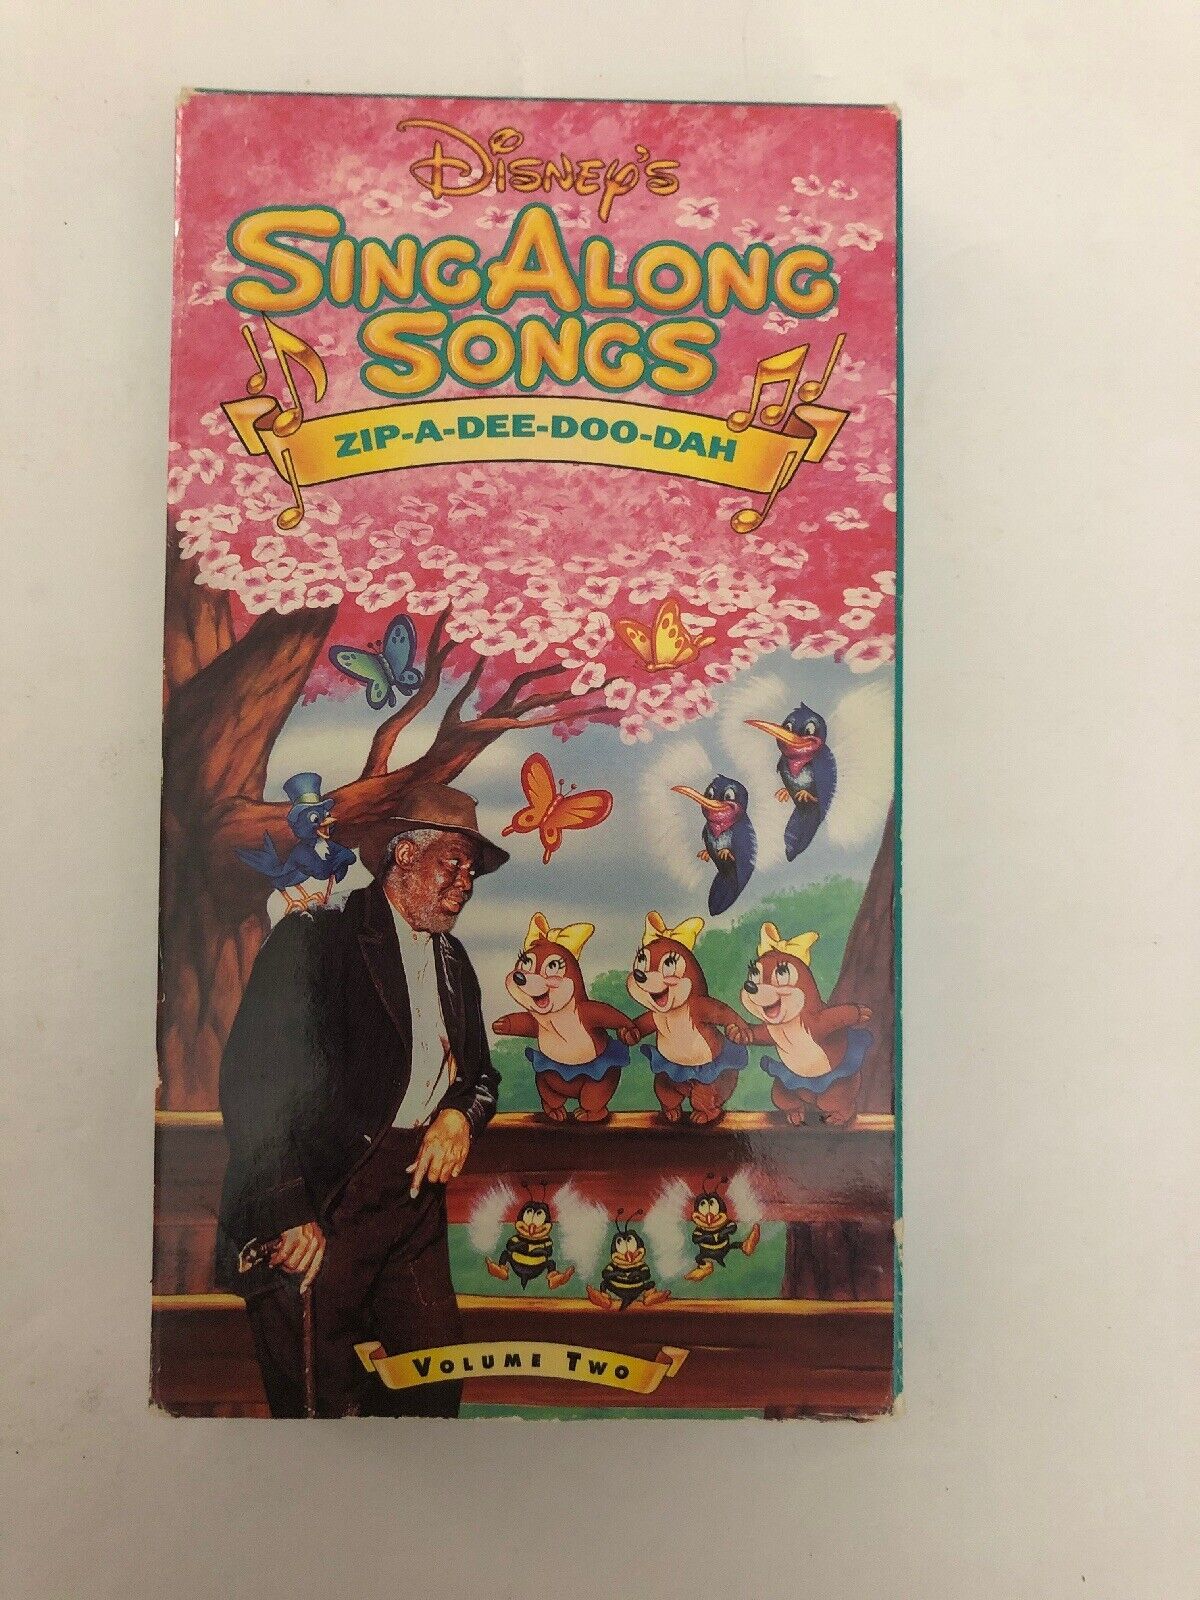 Disney's
Sing Along
Songs
ZIP-A-DEE-DOO-DAH
Volume Two